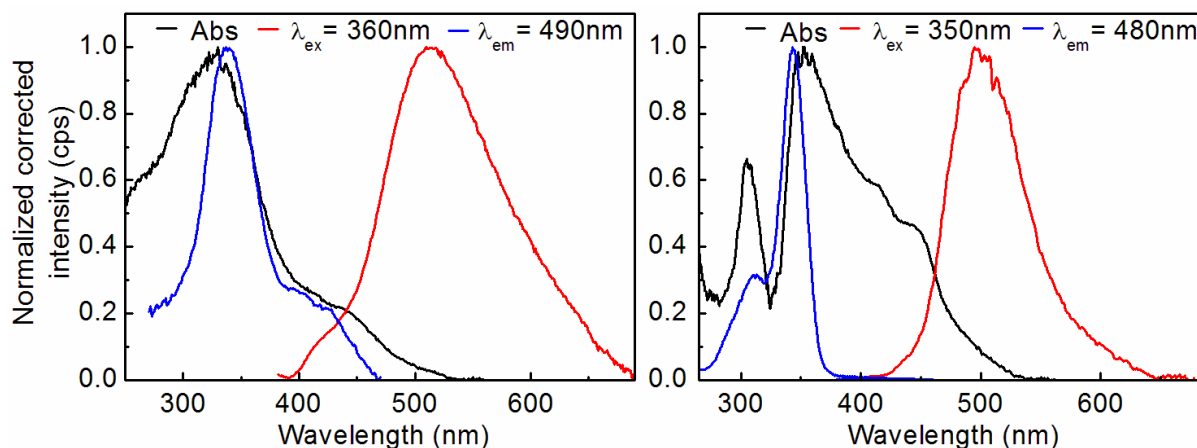 Abs λex = 360nm λem = 490nm
Abs λex = 350nm λem = 480nm
Normalized corrected
intensity (cps)
1.0
0.8
0.6
0.4
0.2
0.0
300 400 500 600
Wavelength (nm)
1.0
0.8
0.6
0.4
0.2
0.0
300 400 500 600
Wavelength (nm)